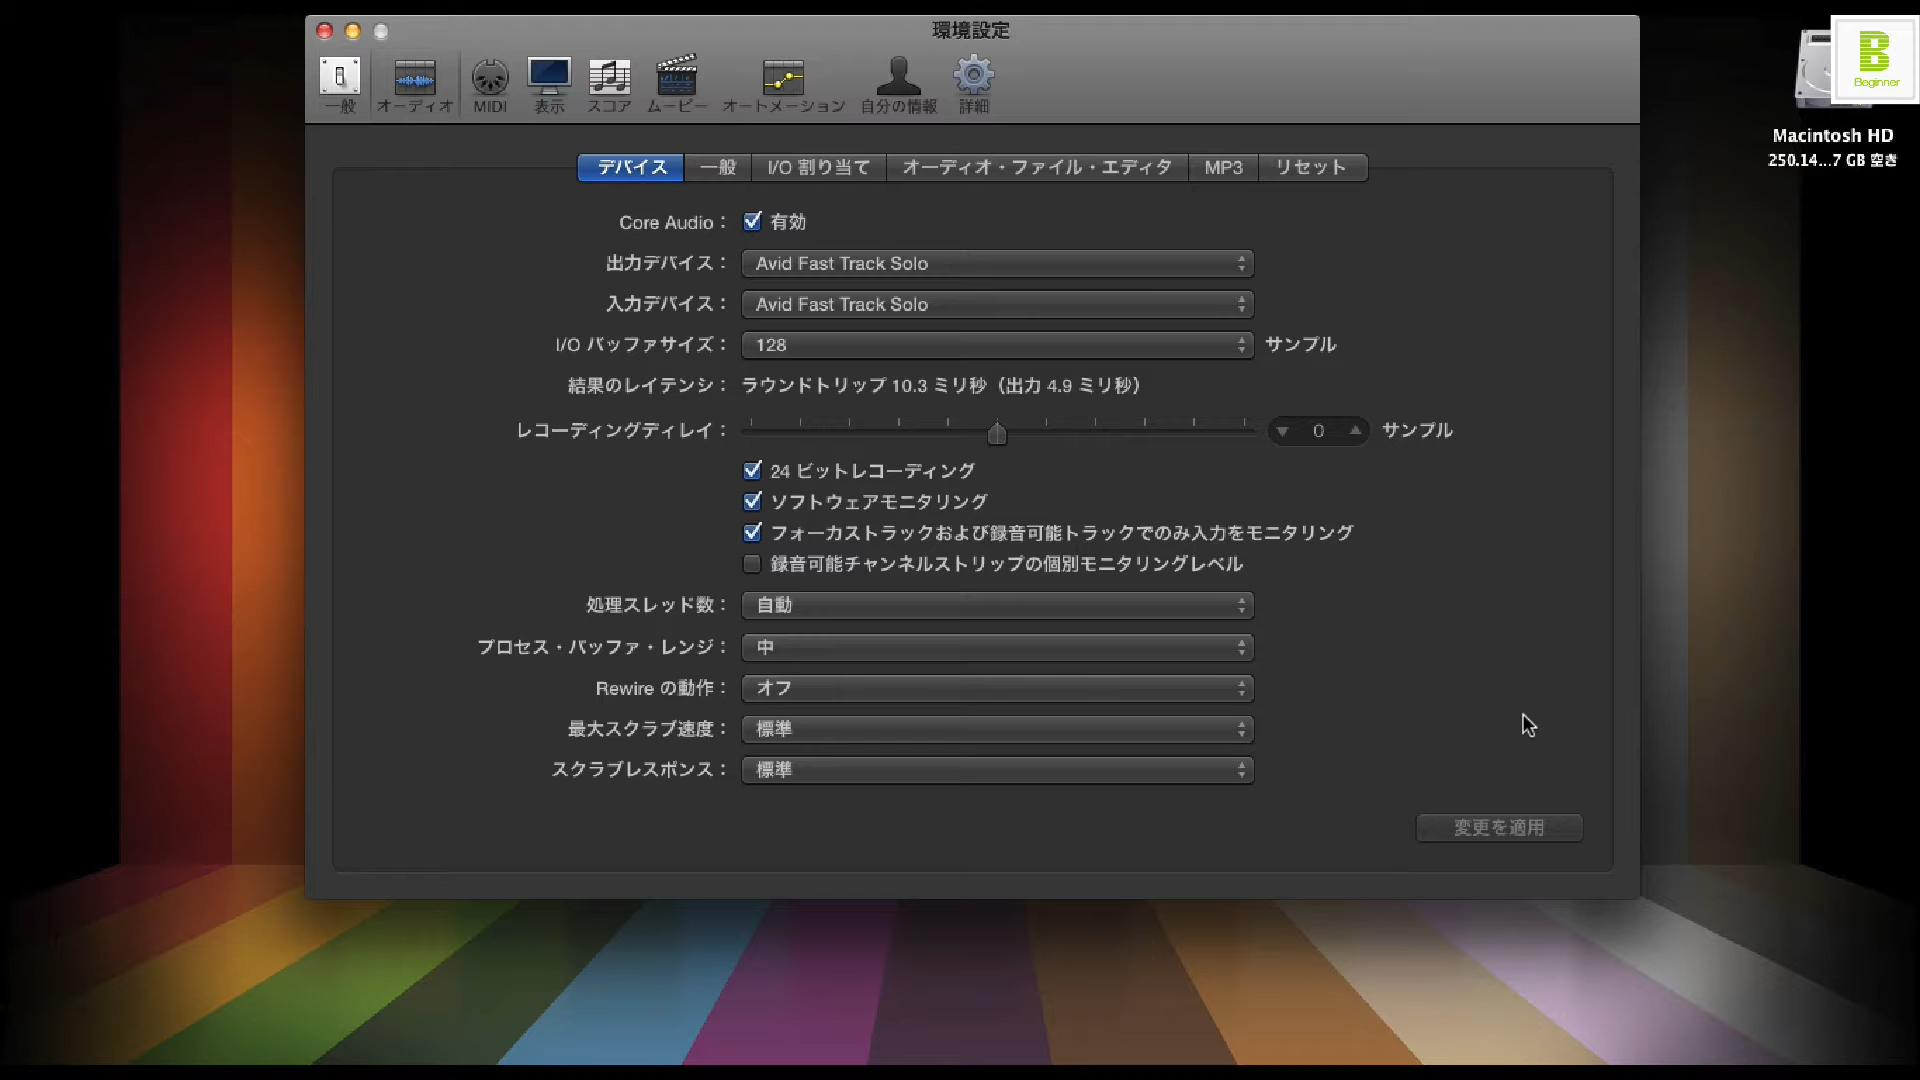 環境設定
一般 オーディオ MIDI 表示 スコア ムービー オートメーション 自分の情報 詳細
デバイス 一般 I/O 割り当て オーディオ・ファイル・エディタ MP3 リセット
Core Audio： 有効
出力デバイス： Avid Fast Track Solo
入力デバイス： Avid Fast Track Solo
I/O バッファサイズ： 128 サンプル
結果のレイテンシ： ラウンドトリップ 10.3 ミリ秒（出力 4.9 ミリ秒）
レコーディングディレイ： 0 サンプル
24 ビットレコーディング
ソフトウェアモニタリング
フォーカストラックおよび録音可能トラックでのみ入力をモニタリング
録音可能チャンネルストリップの個別モニタリングレベル
処理スレッド数： 自動
プロセス・バッファ・レンジ： 中
Rewire の動作： オフ
最大スクラブ速度： 標準
スクラブレスポンス： 標準
変更を適用
B
Beginner
Macintosh HD
250.14...7 GB 空き